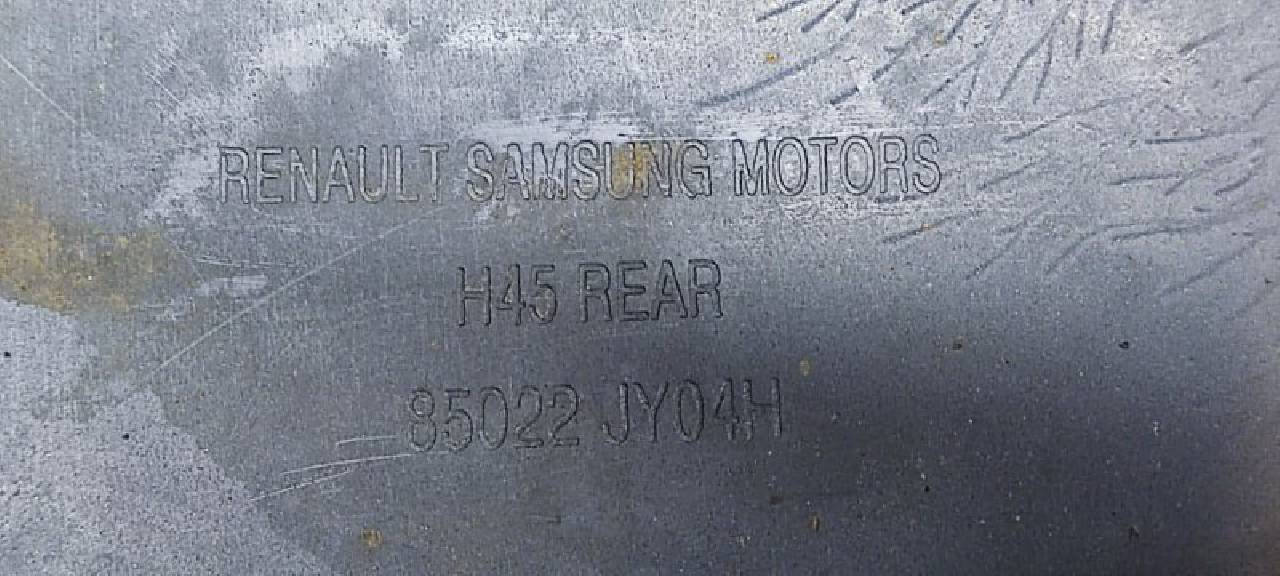 RENAULT SAMSUNG MOTORS
H45 REAR
85022 JY04H